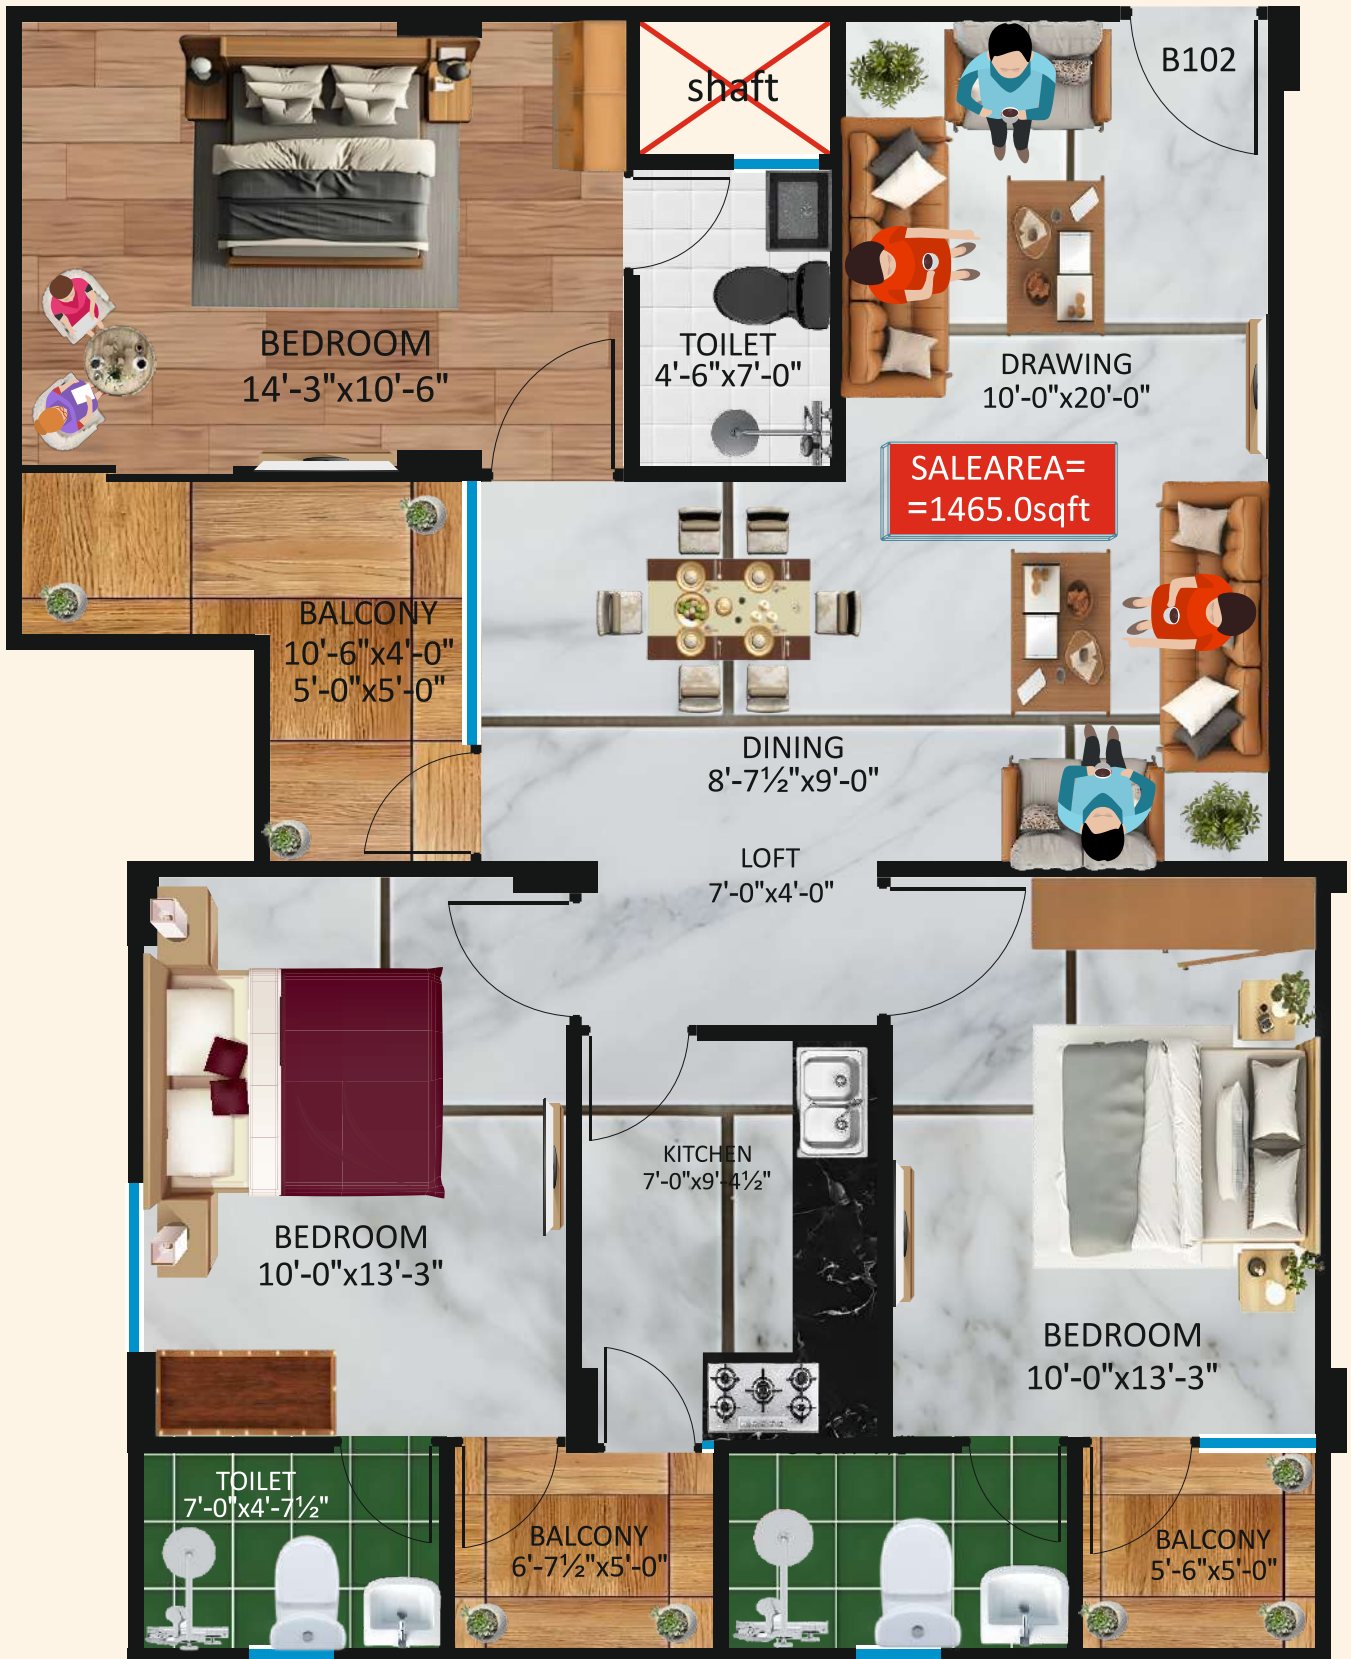 B102
shaft
BEDROOM
14'-3"x10'-6"
TOILET
4'-6"x7'-0"
DRAWING
10'-0"x20'-0"
SALEAREA=
=1465.0sqft
BALCONY
10'-6"x4'-0"
5'-0"x5'-0"
DINING
8'-7½"x9'-0"
LOFT
7'-0"x4'-0"
KITCHEN
7'-0"x9'-4½"
BEDROOM
10'-0"x13'-3"
BEDROOM
10'-0"x13'-3"
TOILET
7'-0"x4'-7½"
BALCONY
6'-7½"x5'-0"
BALCONY
5'-6"x5'-0"